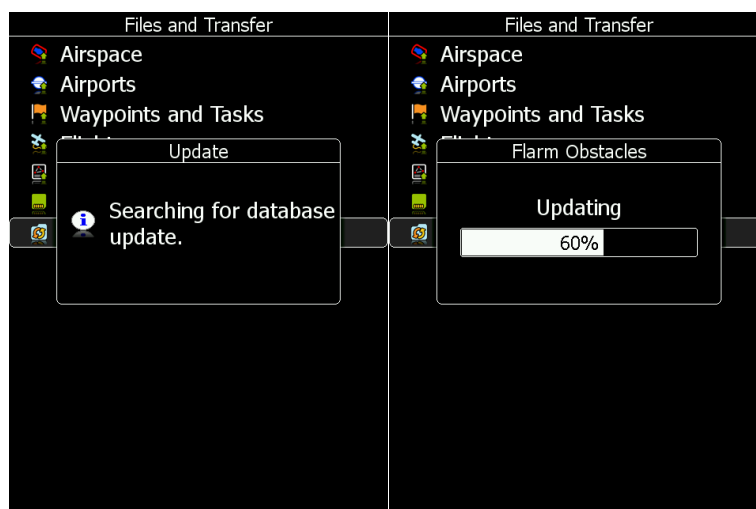 Files and Transfer
Airspace
Airports
Waypoints and Tasks
Update
Searching for database
update.
Files and Transfer
Airspace
Airports
Waypoints and Tasks
Flarm Obstacles
Updating
60%